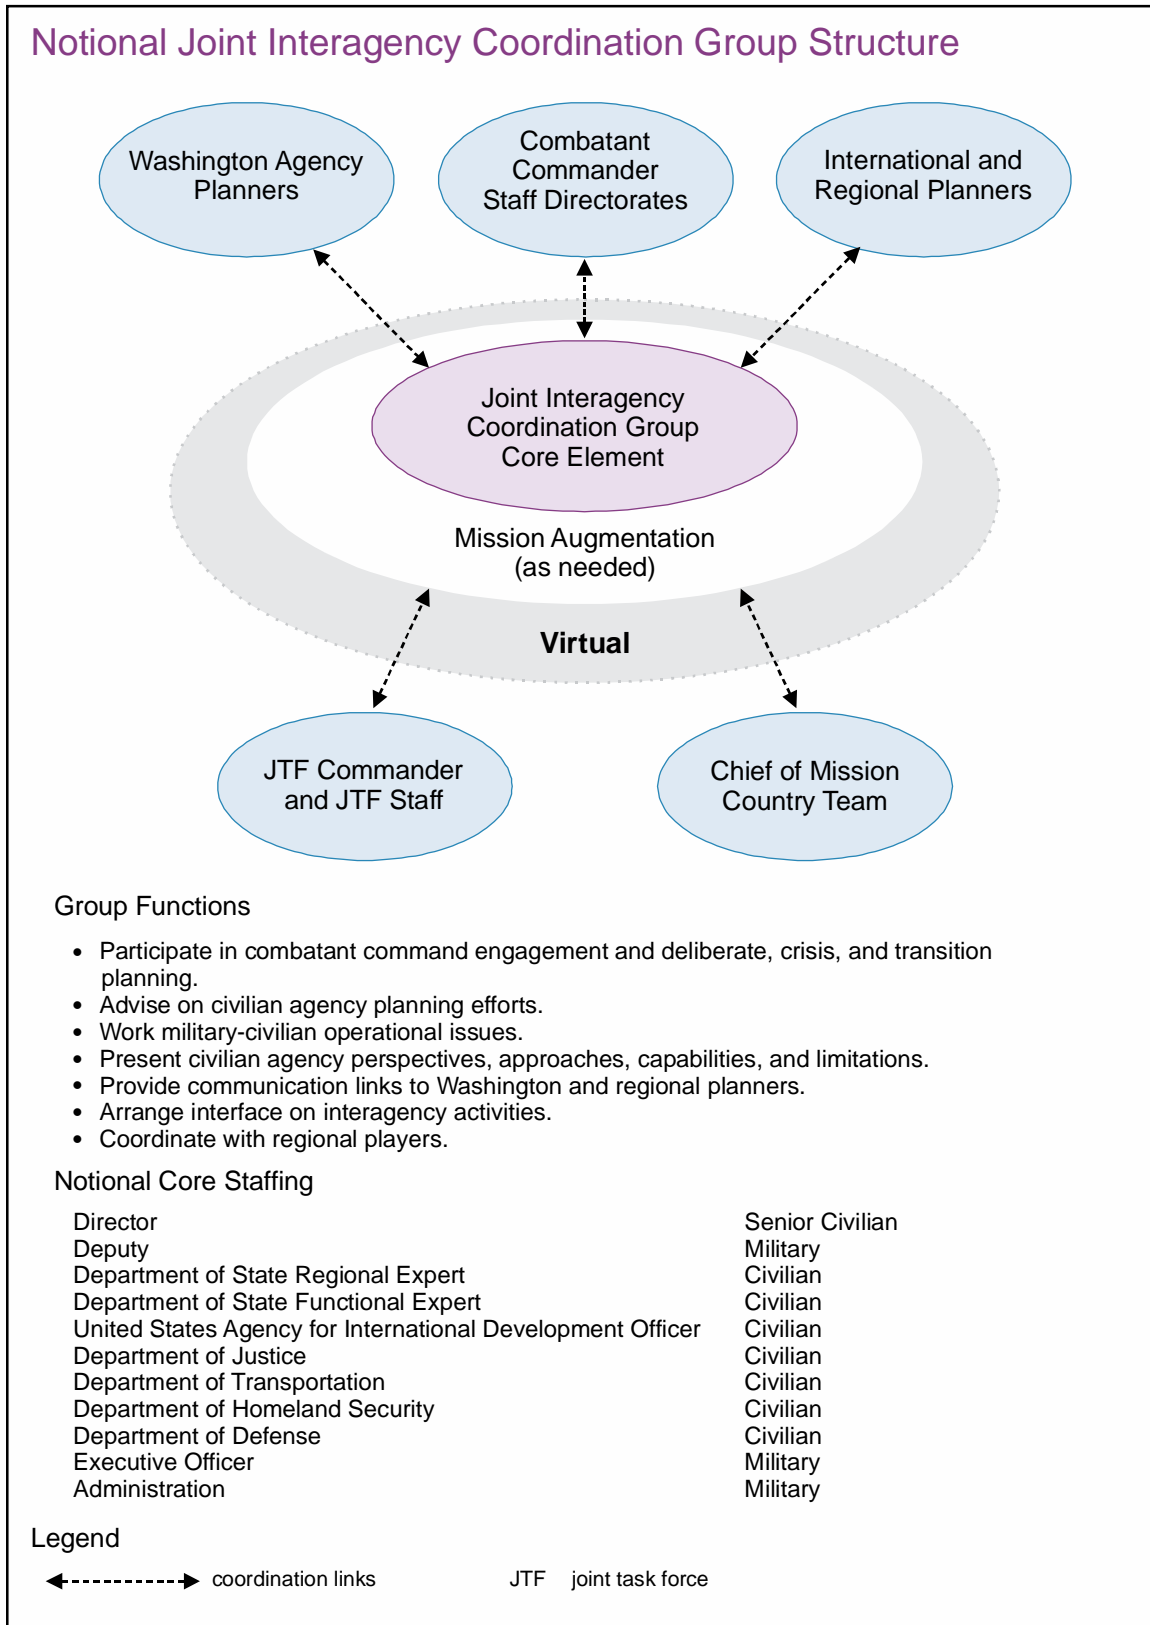 Notional Joint Interagency Coordination Group Structure
Washington Agency
Planners
Combatant
Commander
Staff Directorates
International and
Regional Planners
Joint Interagency
Coordination Group
Core Element
Mission Augmentation
(as needed)
Virtual
JTF Commander
and JTF Staff
Chief of Mission
Country Team
Group Functions
• Participate in combatant command engagement and deliberate, crisis, and transition
planning.
• Advise on civilian agency planning efforts.
• Work military-civilian operational issues.
• Present civilian agency perspectives, approaches, capabilities, and limitations.
• Provide communication links to Washington and regional planners.
• Arrange interface on interagency activities.
• Coordinate with regional players.
Notional Core Staffing
Director Senior Civilian
Deputy Military
Department of State Regional Expert Civilian
Department of State Functional Expert Civilian
United States Agency for International Development Officer Civilian
Department of Justice Civilian
Department of Transportation Civilian
Department of Homeland Security Civilian
Department of Defense Civilian
Executive Officer Military
Administration Military
Legend
coordination links JTF joint task force